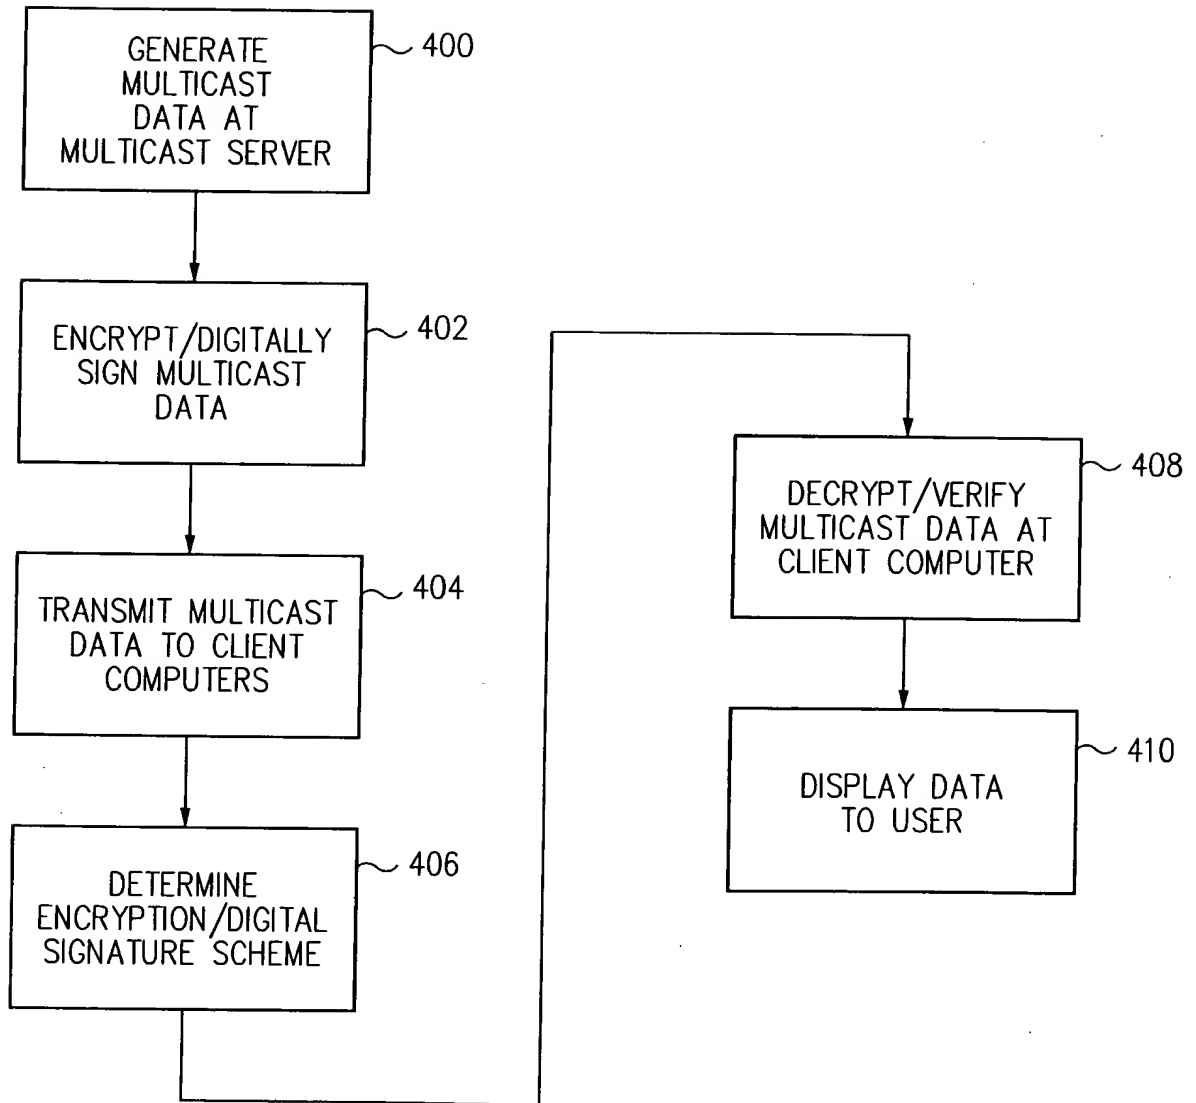 GENERATE
MULTICAST
DATA AT
MULTICAST SERVER
400
ENCRYPT/DIGITALLY
SIGN MULTICAST
DATA
402
TRANSMIT MULTICAST
DATA TO CLIENT
COMPUTERS
404
DETERMINE
ENCRYPTION/DIGITAL
SIGNATURE SCHEME
406
DECRYPT/VERIFY
MULTICAST DATA AT
CLIENT COMPUTER
408
DISPLAY DATA
TO USER
410